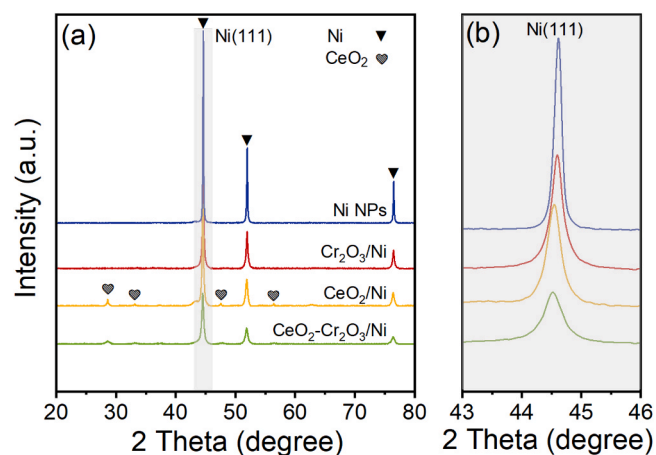 (a)
Ni
Ni(111)
CeO₂
Ni NPs
Cr₂O₃/Ni
CeO₂/Ni
CeO₂-Cr₂O₃/Ni
Intensity (a.u.)
20 30 40 50 60 70 80
2 Theta (degree)
(b)
Ni(111)
43 44 45 46
2 Theta (degree)